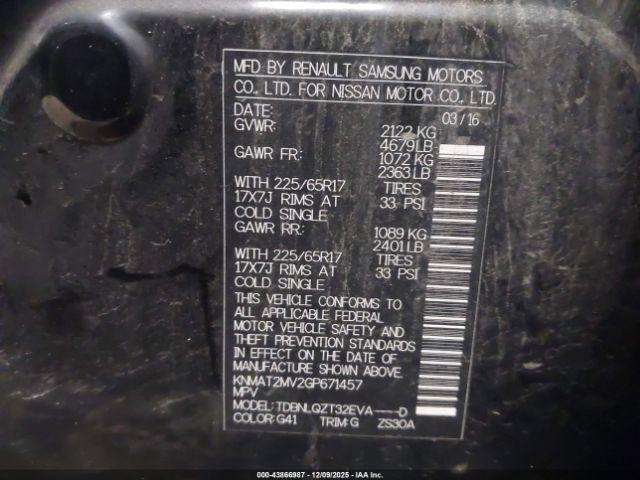 MFD BY RENAULT SAMSUNG MOTORS
CO., LTD. FOR NISSAN MOTOR CO., LTD.
DATE: 03 / 16
GVWR: 2122 KG
4679 LB
GAWR FR: 1072 KG
2363 LB
WITH 225/65R17 TIRES
17X7J RIMS AT 33 PSI
COLD SINGLE
GAWR RR: 1089 KG
2401 LB
WITH 225/65R17 TIRES
17X7J RIMS AT 33 PSI
COLD SINGLE
THIS VEHICLE CONFORMS TO
ALL APPLICABLE FEDERAL
MOTOR VEHICLE SAFETY AND
THEFT PREVENTION STANDARDS
IN EFFECT ON THE DATE OF
MANUFACTURE SHOWN ABOVE.
KNMAT2MV2GP671457
MPV
MODEL: TDBNLQZT32EVA----D
COLOR: G41 TRIM: G ZS30A
000-43866987 - 12/09/2025 - IAAI.com